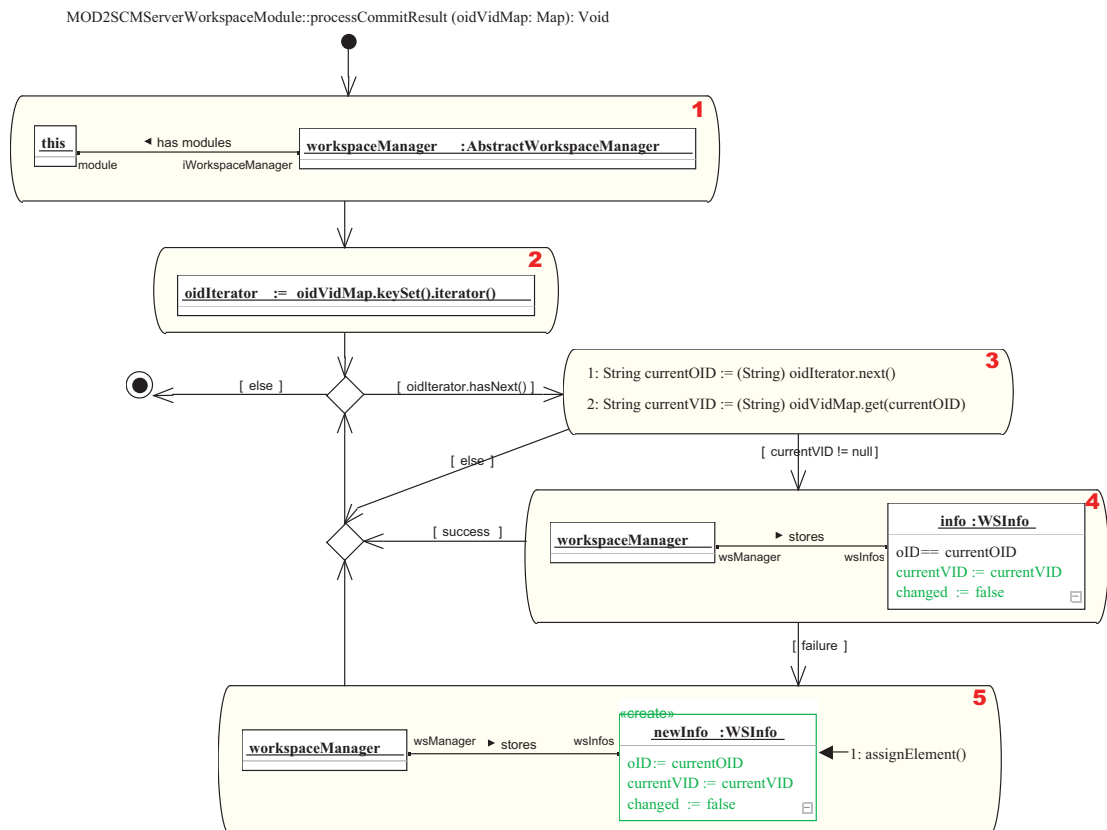 MOD2SCMServerWorkspaceModule::processCommitResult (oidVidMap: Map): Void
1
this
◄ has modules
workspaceManager :AbstractWorkspaceManager
module
iWorkspaceManager
2
oidIterator := oidVidMap.keySet().iterator()
3
1: String currentOID := (String) oidIterator.next()
2: String currentVID := (String) oidVidMap.get(currentOID)
[ else ]
[ oidIterator.hasNext() ]
[ else ]
[ currentVID != null ]
4
[ success ]
workspaceManager
► stores
wsManager
wsInfos
info :WSInfo
oID== currentOID
currentVID := currentVID
changed := false
[ failure ]
5
workspaceManager
wsManager
► stores
wsInfos
«create»
newInfo :WSInfo
oID:= currentOID
currentVID := currentVID
changed := false
1: assignElement()